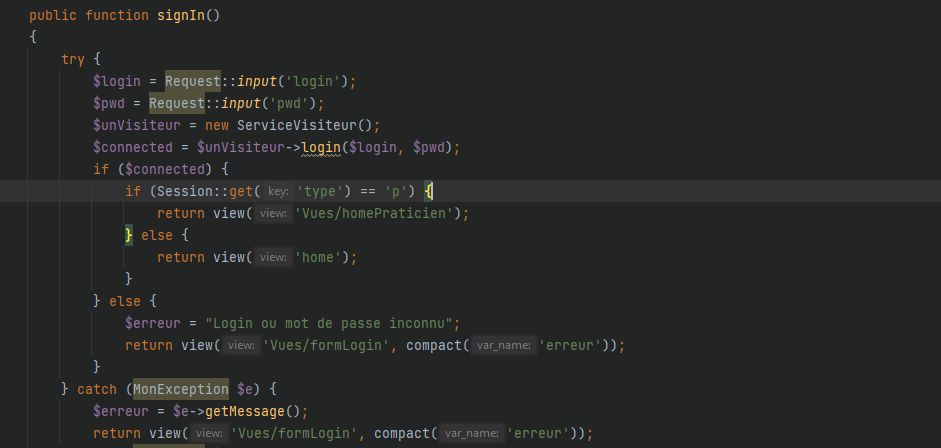 public function signIn()
{
try {
$login = Request::input('login');
$pwd = Request::input('pwd');
$unVisiteur = new ServiceVisiteur();
$connected = $unVisiteur->login($login, $pwd);
if ($connected) {
if (Session::get( key: 'type') == 'p') {
return view( view: 'Vues/homePraticien');
} else {
return view( view: 'home');
}
} else {
$erreur = "Login ou mot de passe inconnu";
return view( view: 'Vues/formLogin', compact( var_name: 'erreur'));
}
} catch (MonException $e) {
$erreur = $e->getMessage();
return view( view: 'Vues/formLogin', compact( var_name: 'erreur'));